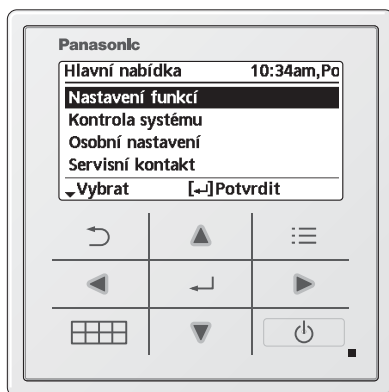 Panasonic
Hlavní nabídka 10:34am,Po
Nastavení funkcí
Kontrola systému
Osobní nastavení
Servisní kontakt
Vybrat [↵]Potvrdit